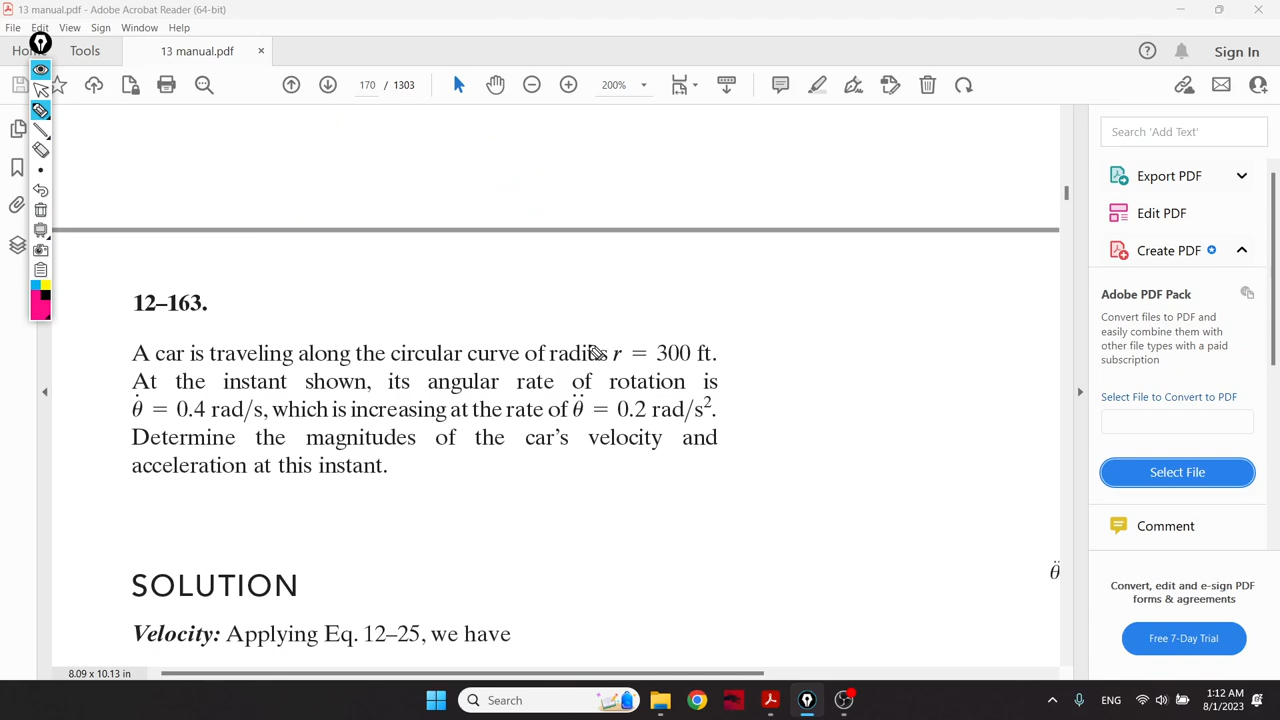 13 manual.pdf - Adobe Acrobat Reader (64-bit)
File Edit View Sign Window Help
Tools 13 manual.pdf × Sign In
170 / 1303 200%
Search 'Add Text'
Export PDF
Edit PDF
Create PDF
Adobe PDF Pack
Convert files to PDF and
easily combine them with
other file types with a paid
subscription
Select File to Convert to PDF
Select File
Comment
Convert, edit and e-sign PDF
forms & agreements
Free 7-Day Trial
12–163.
A car is traveling along the circular curve of radius r = 300 ft.
At the instant shown, its angular rate of rotation is
θ̇ = 0.4 rad/s, which is increasing at the rate of θ̈ = 0.2 rad/s².
Determine the magnitudes of the car's velocity and
acceleration at this instant.
SOLUTION
θ̈
Velocity: Applying Eq. 12–25, we have
8.09 x 10.13 in
Search
ENG
1:12 AM
8/1/2023